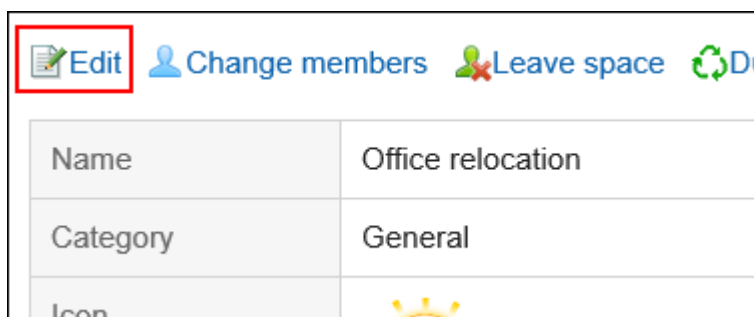 Edit Change members Leave space
Name Office relocation
Category General
Icon